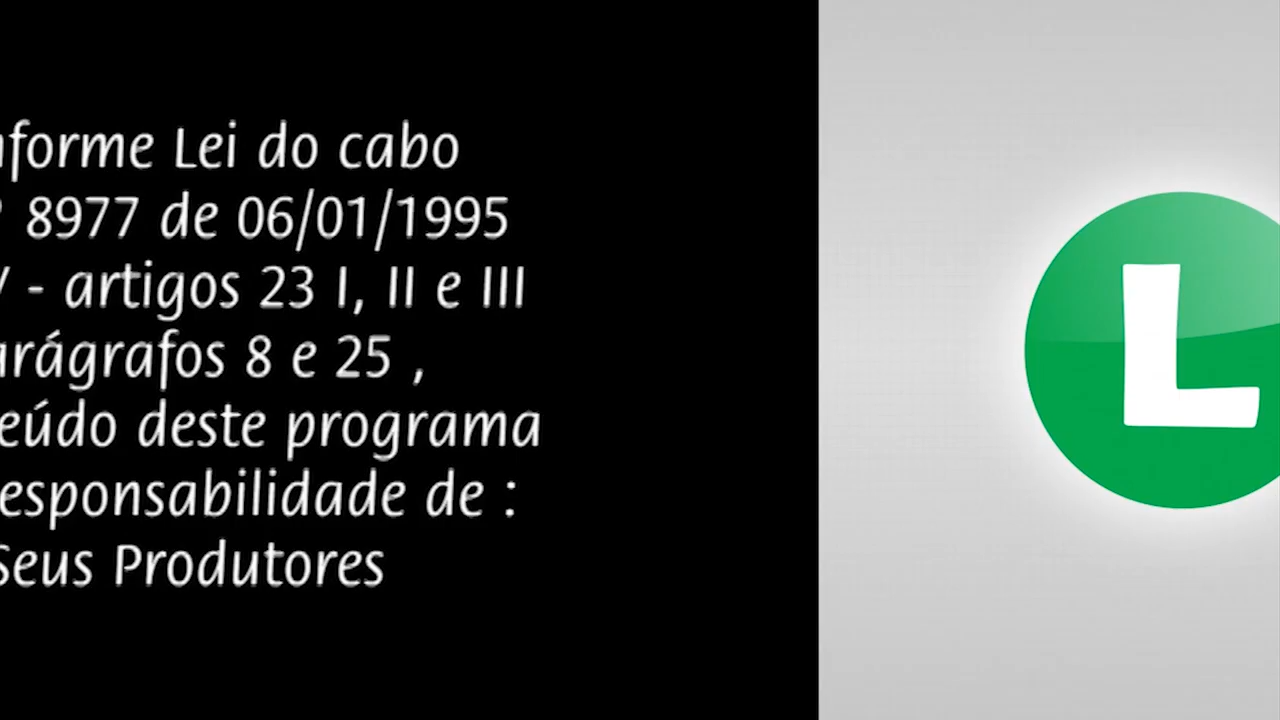 nforme Lei do cabo
8977 de 06/01/1995
- artigos 23 I, II e III
arágrafos 8 e 25 ,
eúdo deste programa
esponsabilidade de :
Seus Produtores
L